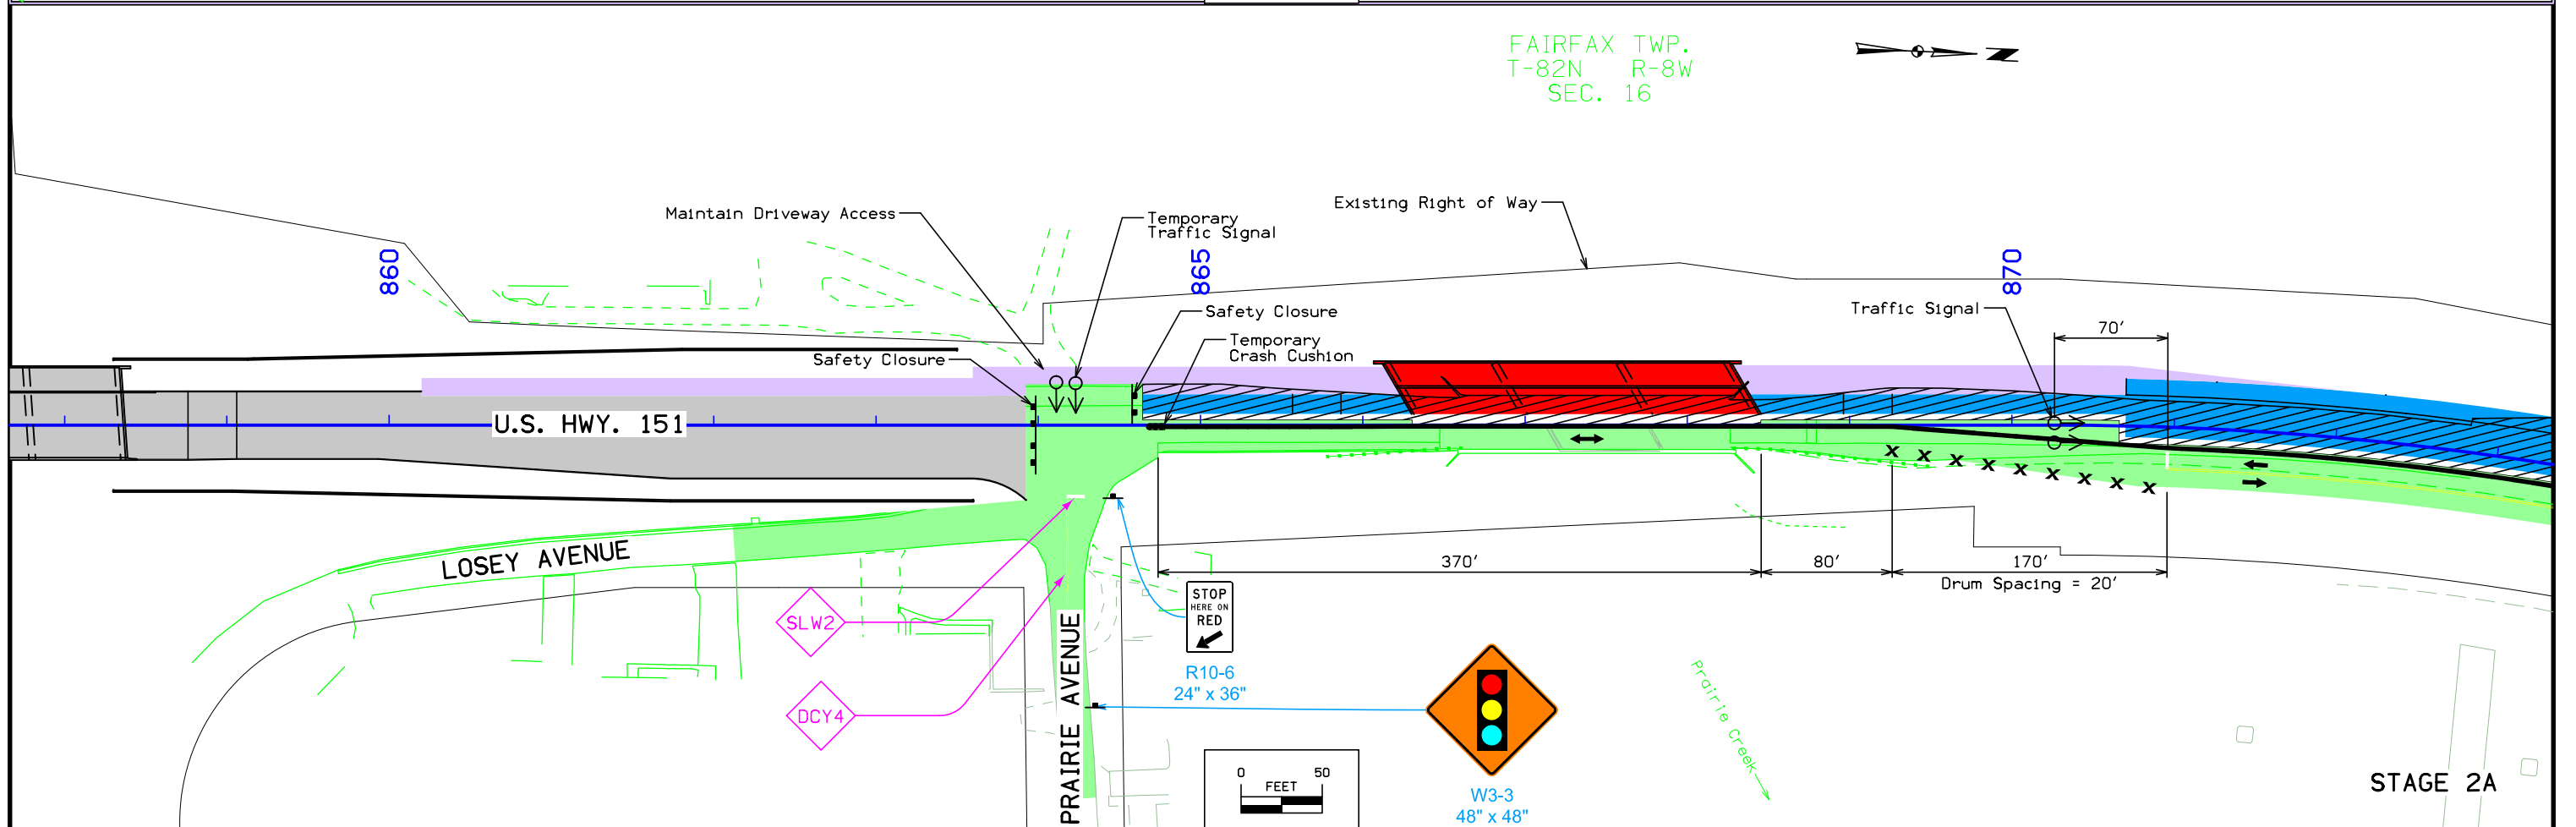 FAIRFAX TWP.
T-82N R-8W
SEC. 16
N
Maintain Driveway Access
Temporary
Traffic Signal
Existing Right of Way
860
865
870
Safety Closure
Traffic Signal
70'
Temporary
Crash Cushion
Safety Closure
U.S. HWY. 151
x x x x x x x x x
LOSEY AVENUE
370'
80'
170'
Drum Spacing = 20'
SLW2
STOP
HERE ON
RED
R10-6
24" x 36"
DCY4
PRAIRIE AVENUE
Prairie Creek
0 50
FEET
W3-3
48" x 48"
STAGE 2A